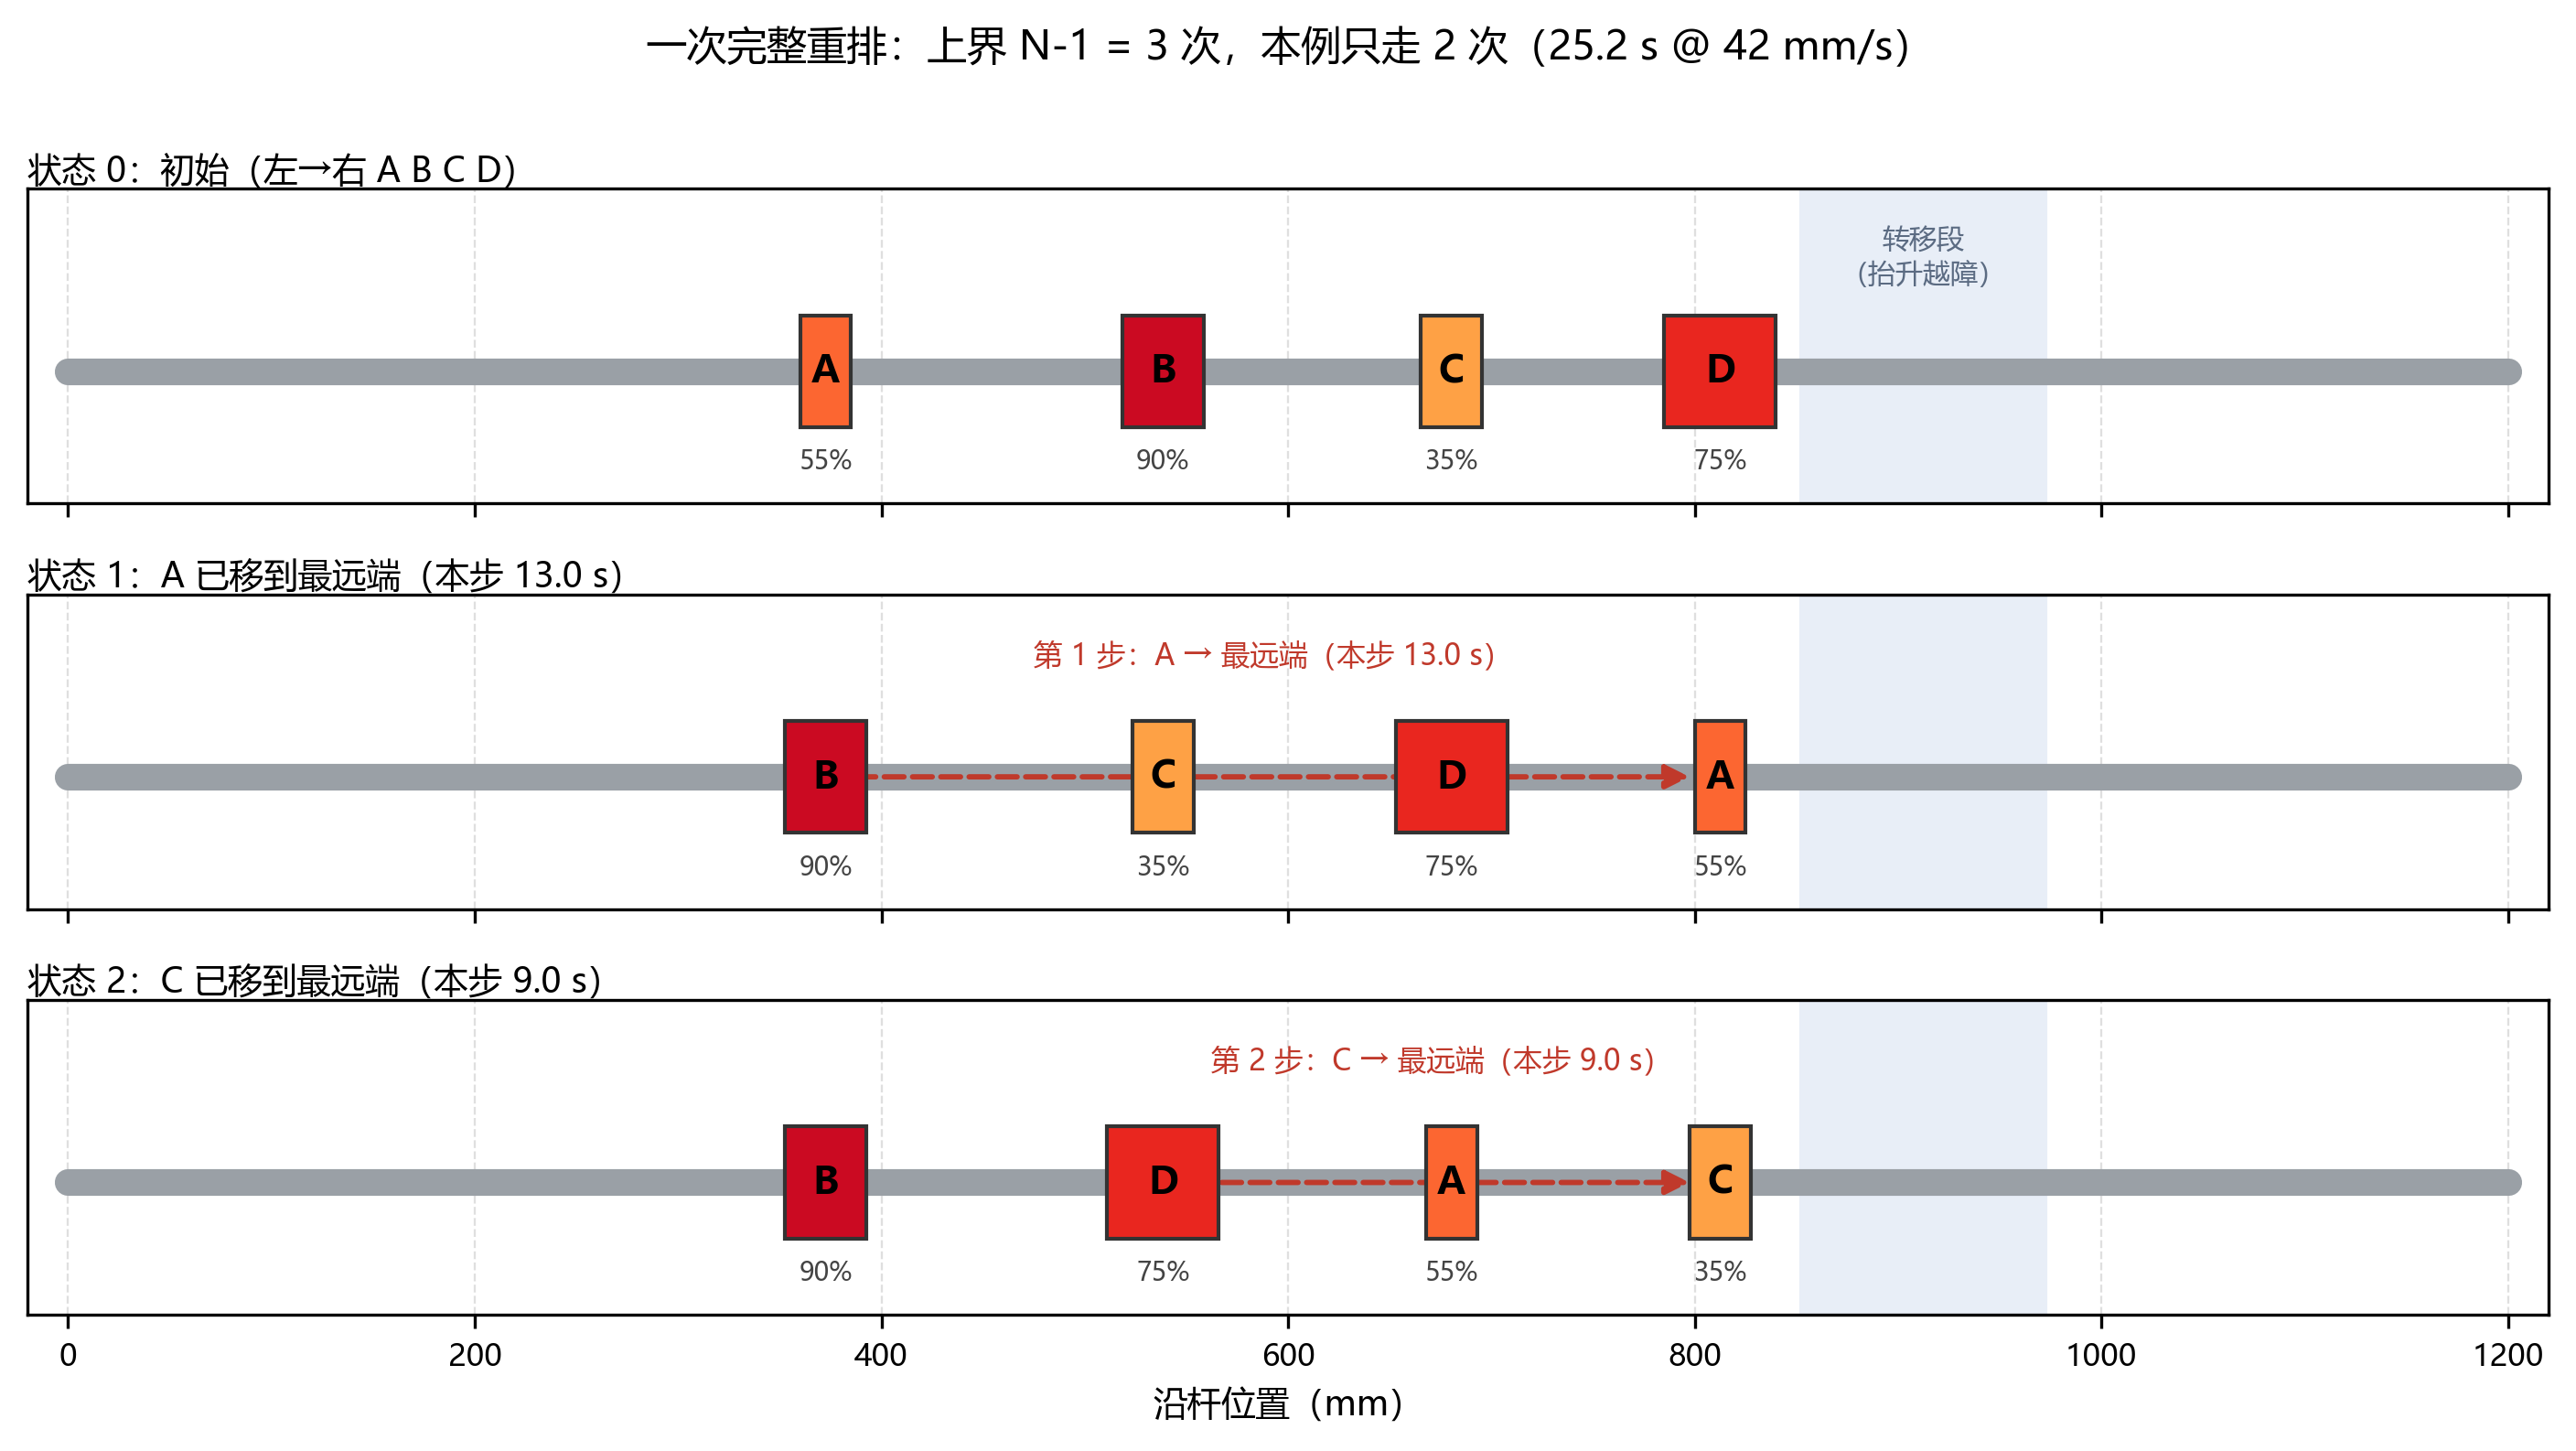 一次完整重排：上界 N-1 = 3 次，本例只走 2 次（25.2 s @ 42 mm/s）
状态 0：初始（左→右 A B C D）
转移段
（抬升越障）
A
B
C
D
55%
90%
35%
75%
状态 1：A 已移到最远端（本步 13.0 s）
第 1 步：A → 最远端（本步 13.0 s）
B
C
D
A
90%
35%
75%
55%
状态 2：C 已移到最远端（本步 9.0 s）
第 2 步：C → 最远端（本步 9.0 s）
B
D
A
C
90%
75%
55%
35%
0
200
400
600
800
1000
1200
沿杆位置（mm）